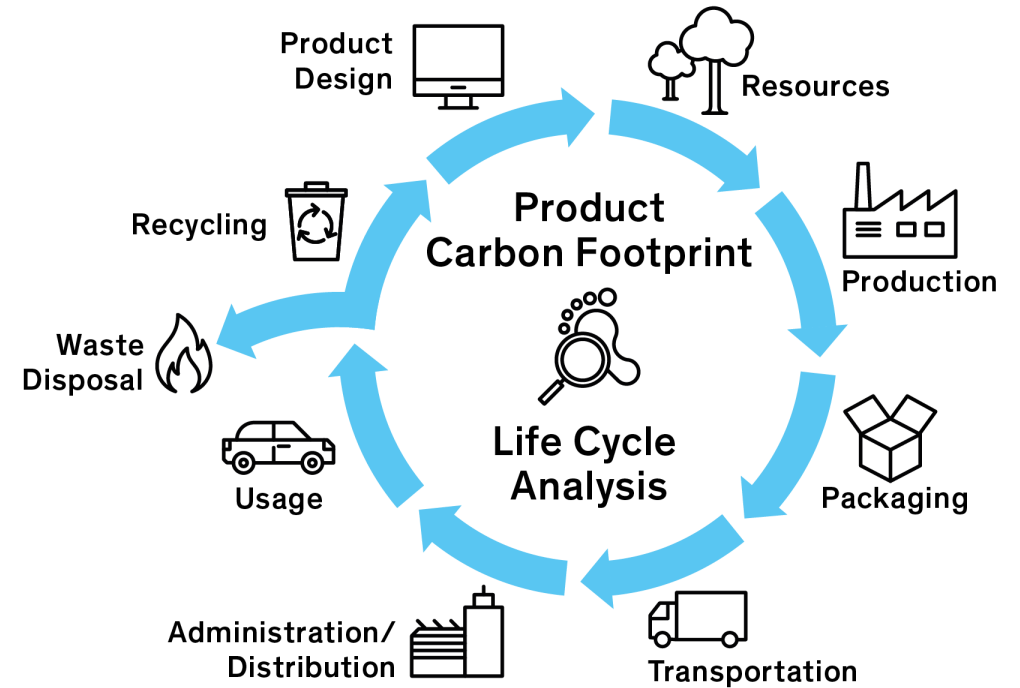 Product
Design
Resources
Product
Carbon Footprint
Recycling
Production
Waste
Disposal
Life Cycle
Analysis
Usage
Packaging
Administration/
Distribution
Transportation